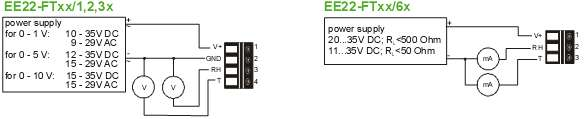 EE22-FTxx/1,2,3x
power supply
for 0 - 1 V: 10 - 35V DC
9 - 29V AC
for 0 - 5 V: 12 - 35V DC
15 - 29V AC
for 0 - 10 V: 15 - 35V DC
15 - 29V AC
+
-
V+
GND
RH
T
1
2
3
4
V
V
EE22-FTxx/6x
power supply
20...35V DC; RL<500 Ohm
11...35V DC; RL<50 Ohm
+
-
V+
RH
T
1
2
3
mA
mA